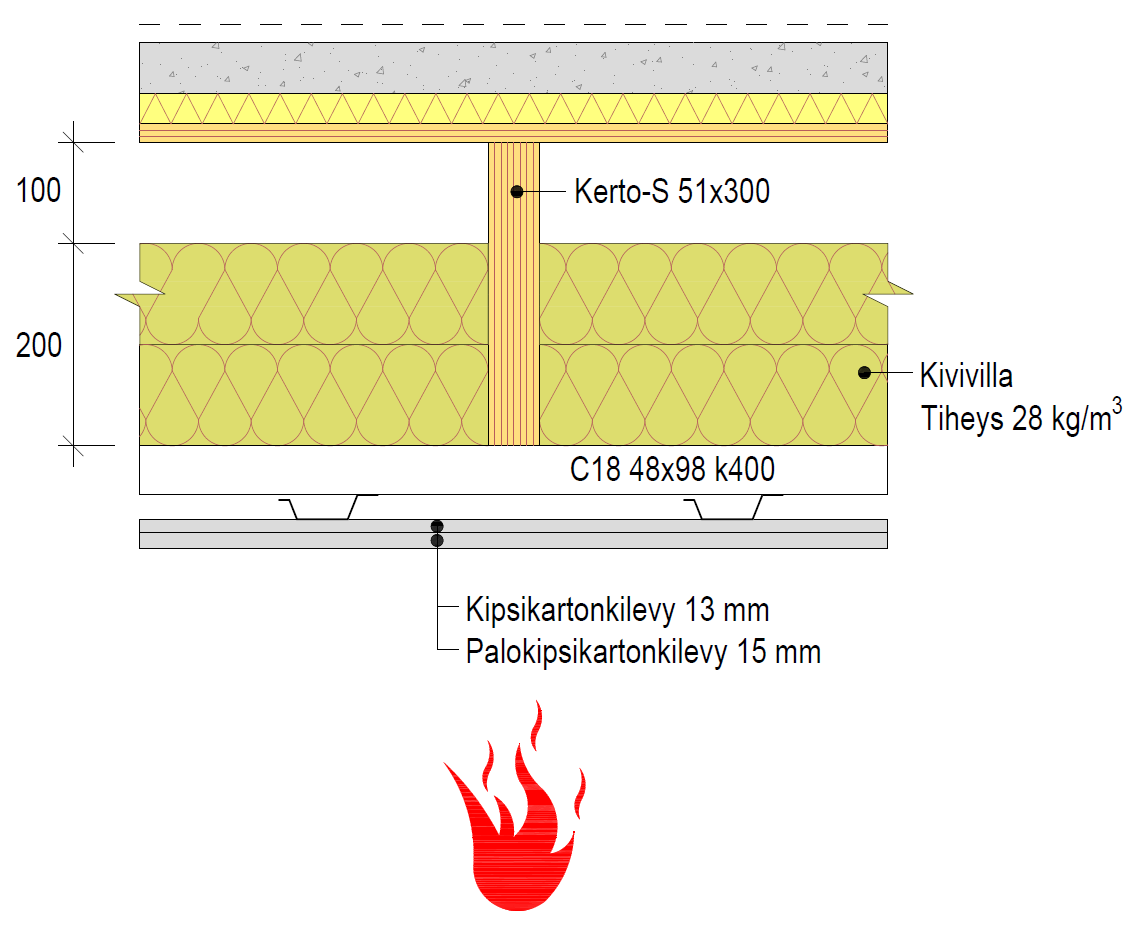 100
Kerto-S 51x300
200
Kivivilla
Tiheys 28 kg/m³
C18 48x98 k400
Kipsikartonkilevy 13 mm
Palokipsikartonkilevy 15 mm